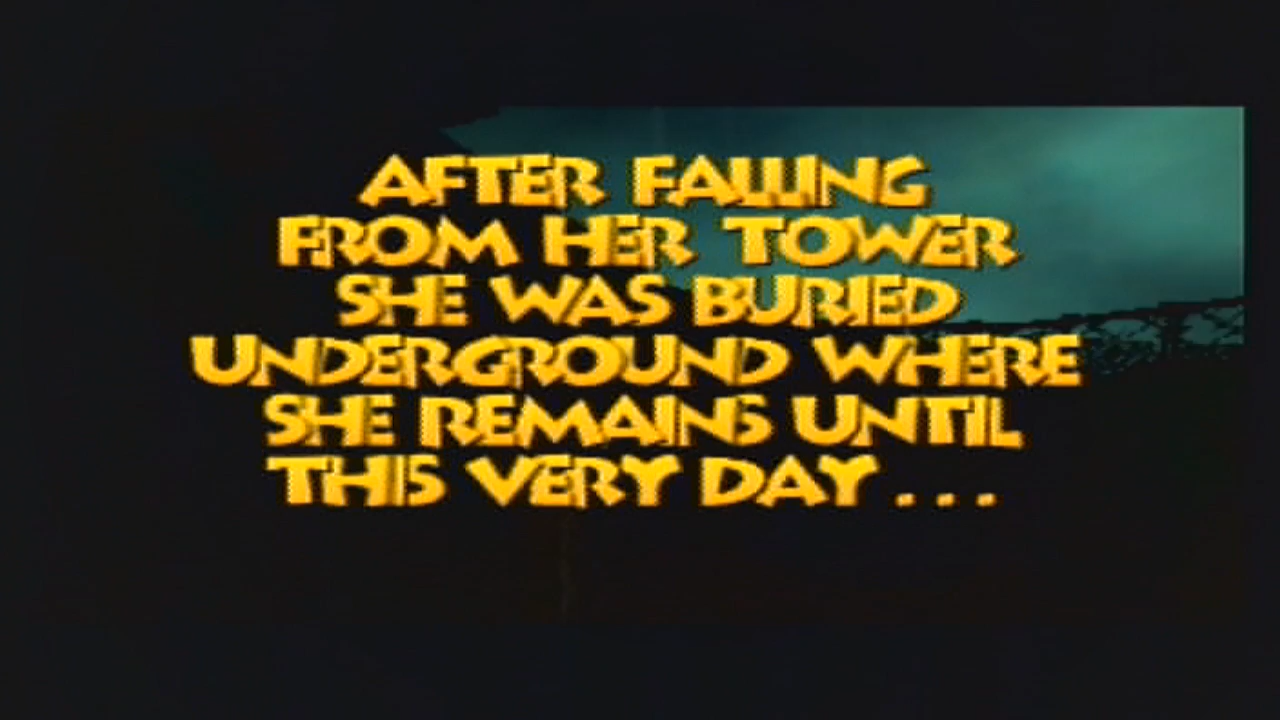 AFTER FALLING
FROM HER TOWER
SHE WAS BURIED
UNDERGROUND WHERE
SHE REMAINS UNTIL
THIS VERY DAY...